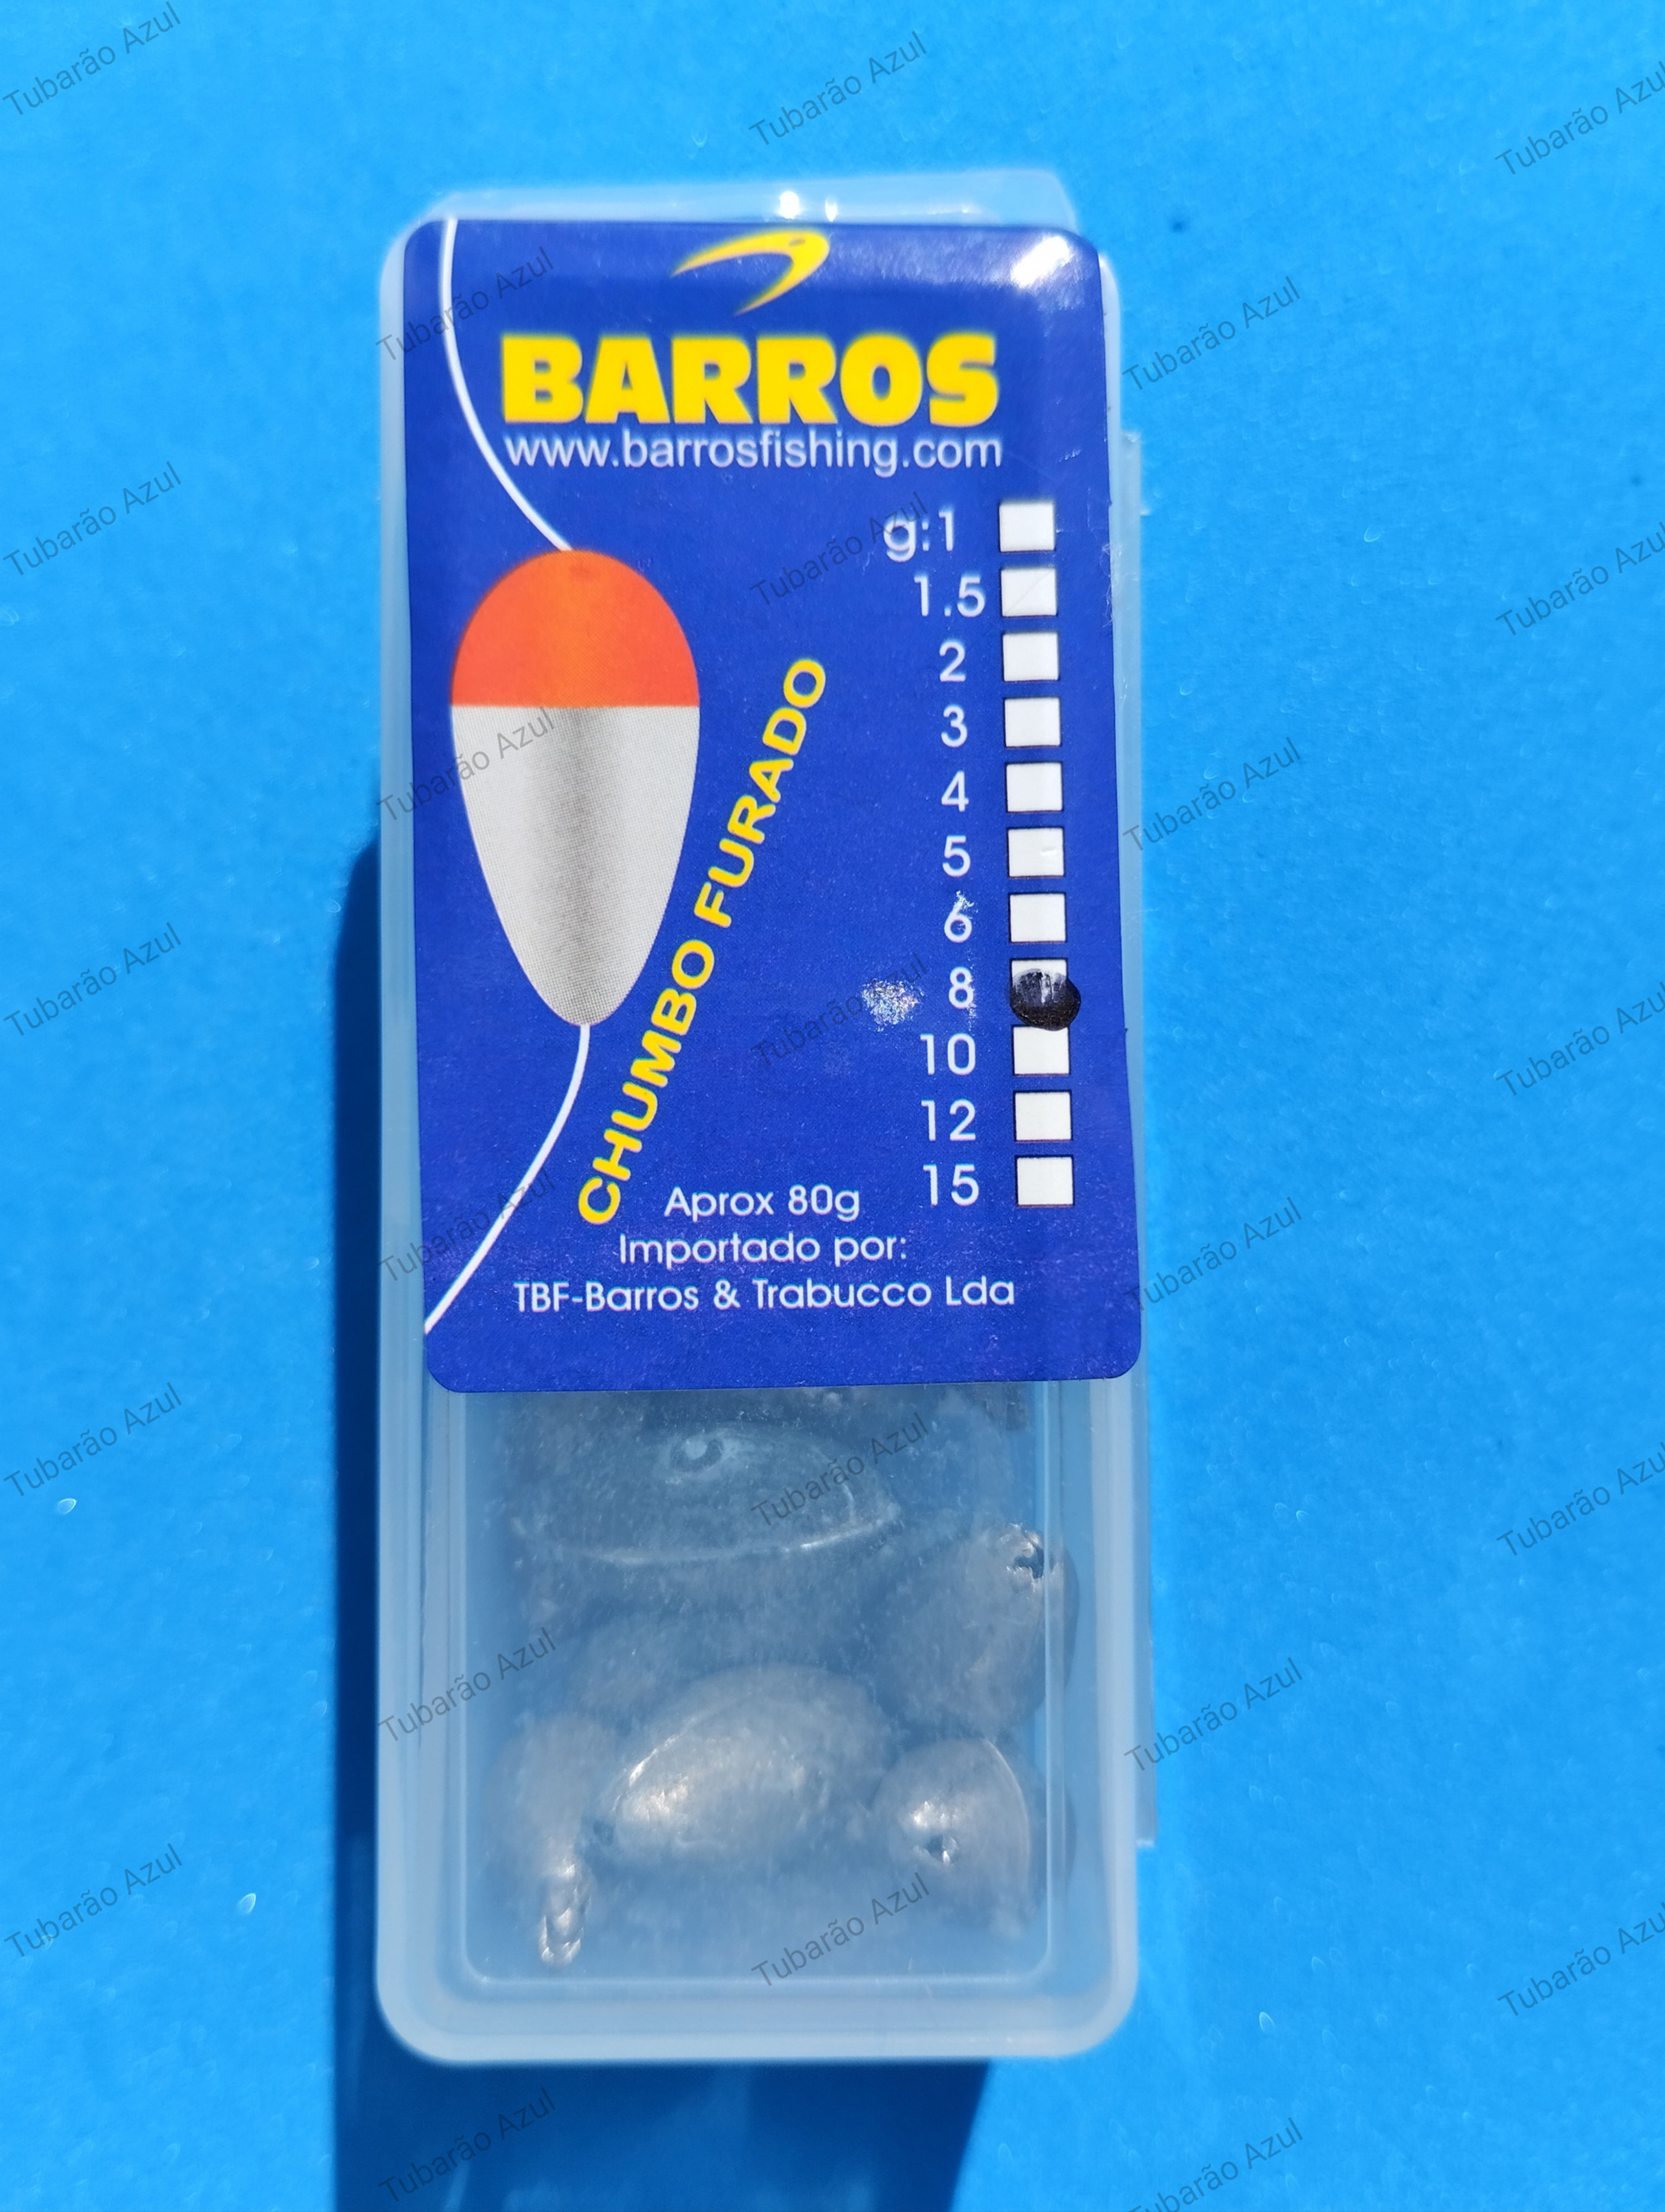 BARROS
www.barrosfishing.com
g:1
1.5
2
3
4
5
6
8
10
12
15
CHUMBO FURADO
Aprox 80g
Importado por:
TBF-Barros & Trabucco Lda
Tubarão Azul